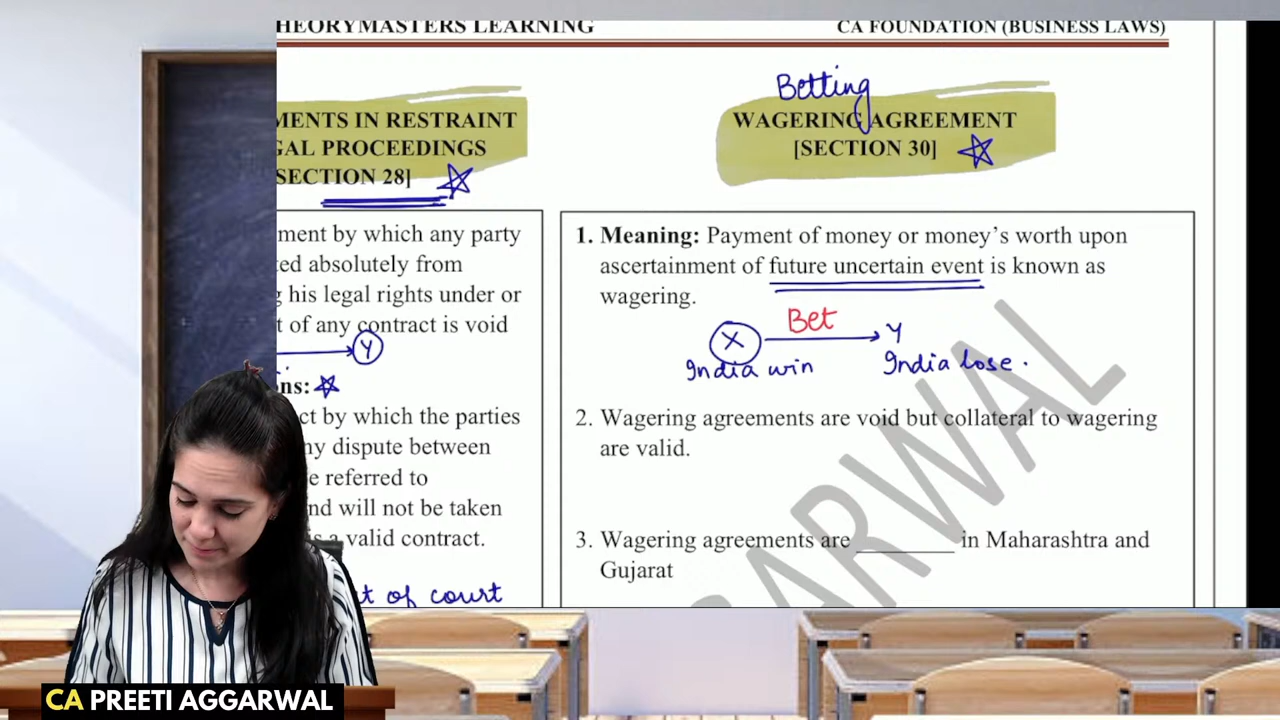 HEORYMASTERS LEARNING
CA FOUNDATION (BUSINESS LAWS)
MENTS IN RESTRAINT
GAL PROCEEDINGS
SECTION 28]
ment by which any party
ted absolutely from
g his legal rights under or
t of any contract is void
Y
ns:
ct by which the parties
ny dispute between
e referred to
nd will not be taken
is a valid contract.
t of court
Betting
WAGERING AGREEMENT
[SECTION 30]
1. Meaning: Payment of money or money's worth upon
ascertainment of future uncertain event is known as
wagering.
X Bet Y
India win India lose.
2. Wagering agreements are void but collateral to wagering
are valid.
3. Wagering agreements are _________ in Maharashtra and
Gujarat
GARWAL
CA PREETI AGGARWAL